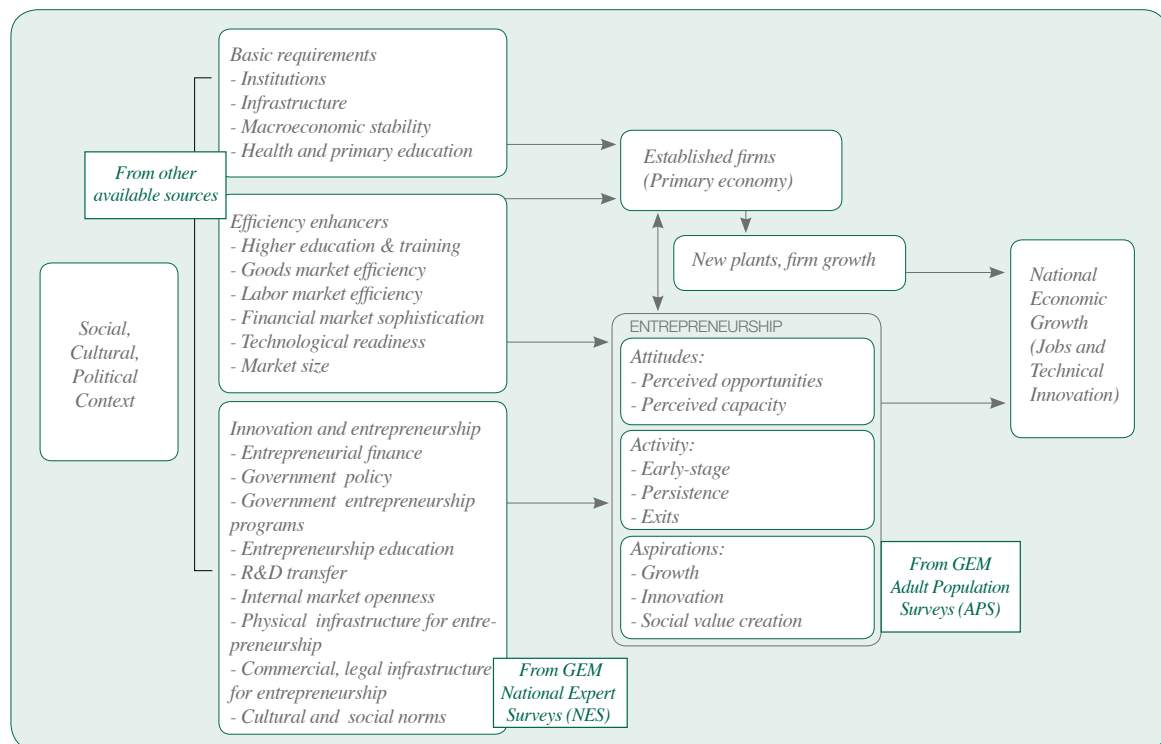 Basic requirements
- Institutions
- Infrastructure
- Macroeconomic stability
- Health and primary education
From other
available sources
Efficiency enhancers
- Higher education & training
- Goods market efficiency
- Labor market efficiency
- Financial market sophistication
- Technological readiness
- Market size
Social,
Cultural,
Political
Context
Innovation and entrepreneurship
- Entrepreneurial finance
- Government policy
- Government entrepreneurship
programs
- Entrepreneurship education
- R&D transfer
- Internal market openness
- Physical infrastructure for entre-
preneurship
- Commercial, legal infrastructure
for entrepreneurship
- Cultural and social norms
From GEM
National Expert
Surveys (NES)
Established firms
(Primary economy)
New plants, firm growth
ENTREPRENEURSHIP
Attitudes:
- Perceived opportunities
- Perceived capacity
Activity:
- Early-stage
- Persistence
- Exits
Aspirations:
- Growth
- Innovation
- Social value creation
From GEM
Adult Population
Surveys (APS)
National
Economic
Growth
(Jobs and
Technical
Innovation)